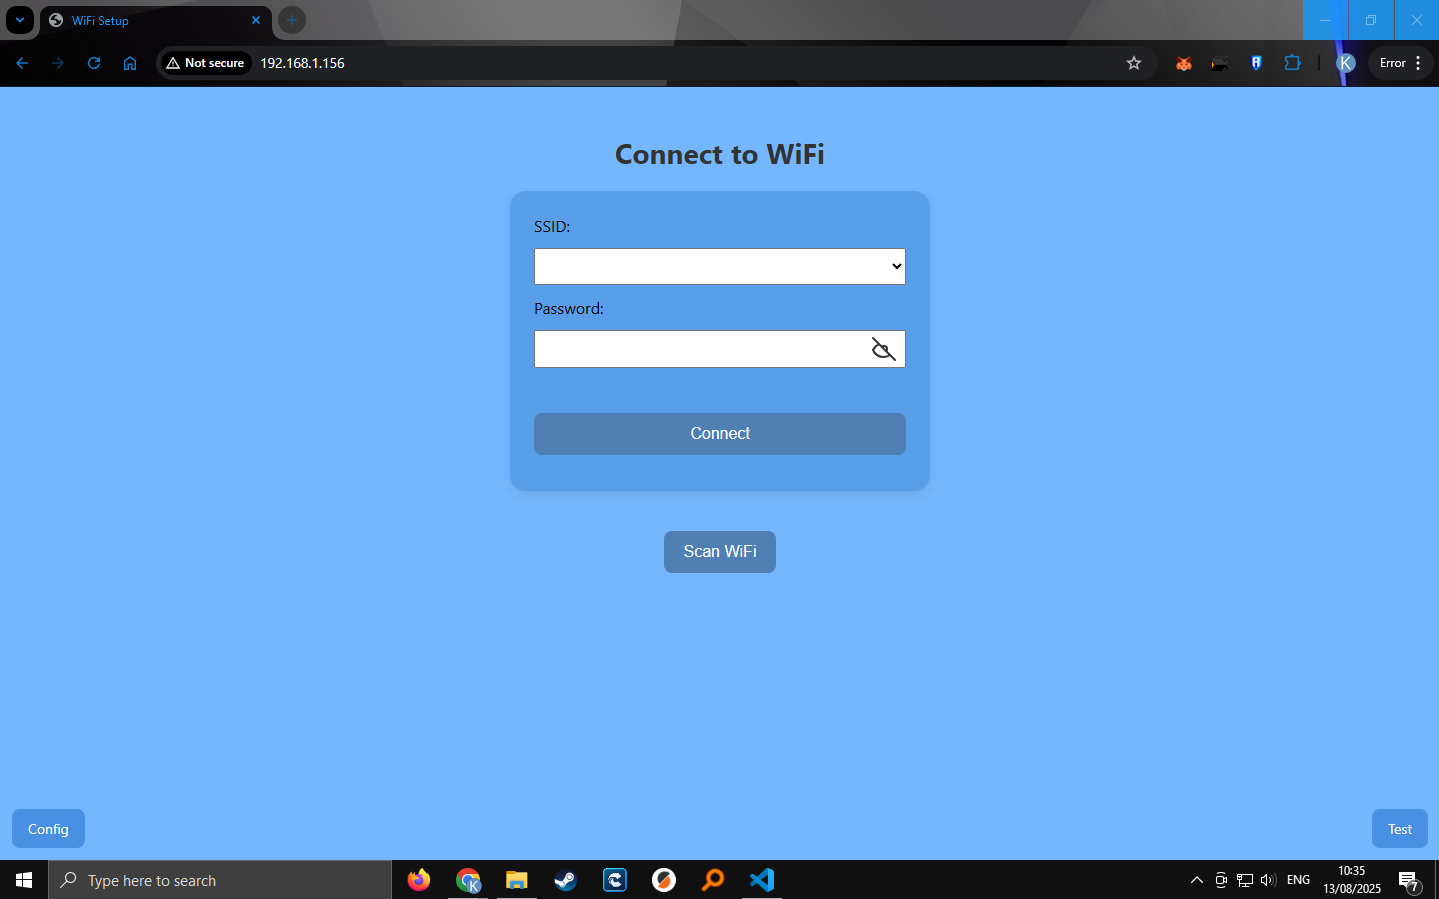 WiFi Setup
Not secure
192.168.1.156
K
Error
Connect to WiFi
SSID:
Password:
Connect
Scan WiFi
Config
Test
Type here to search
K
ENG
10:35
13/08/2025
7